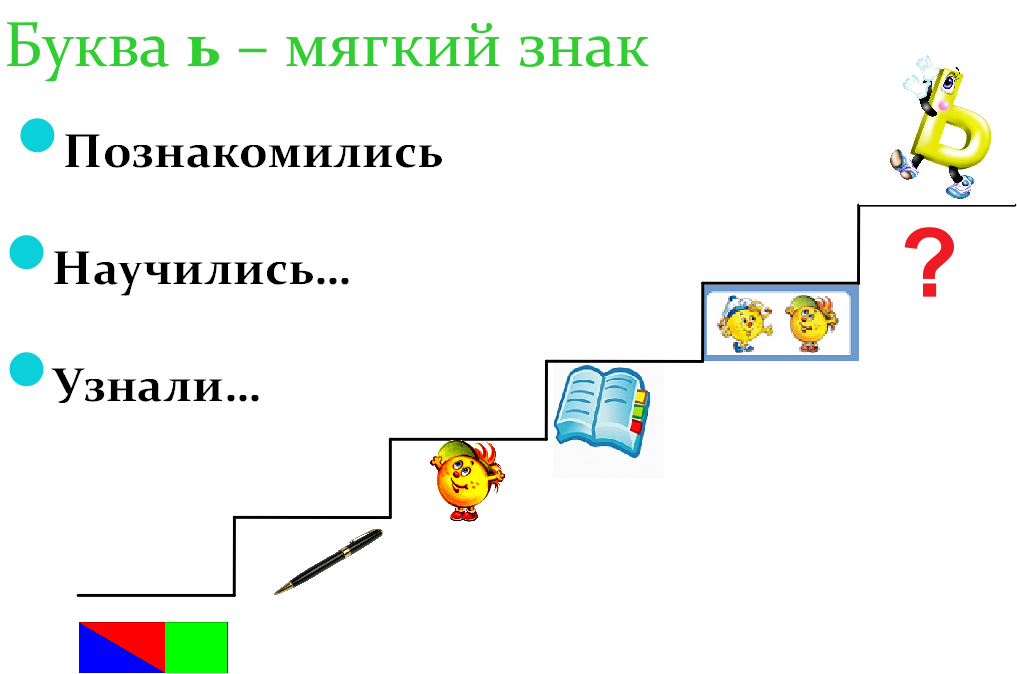 Буква ь – мягкий знак
Познакомились
Научились...
Узнали...
?